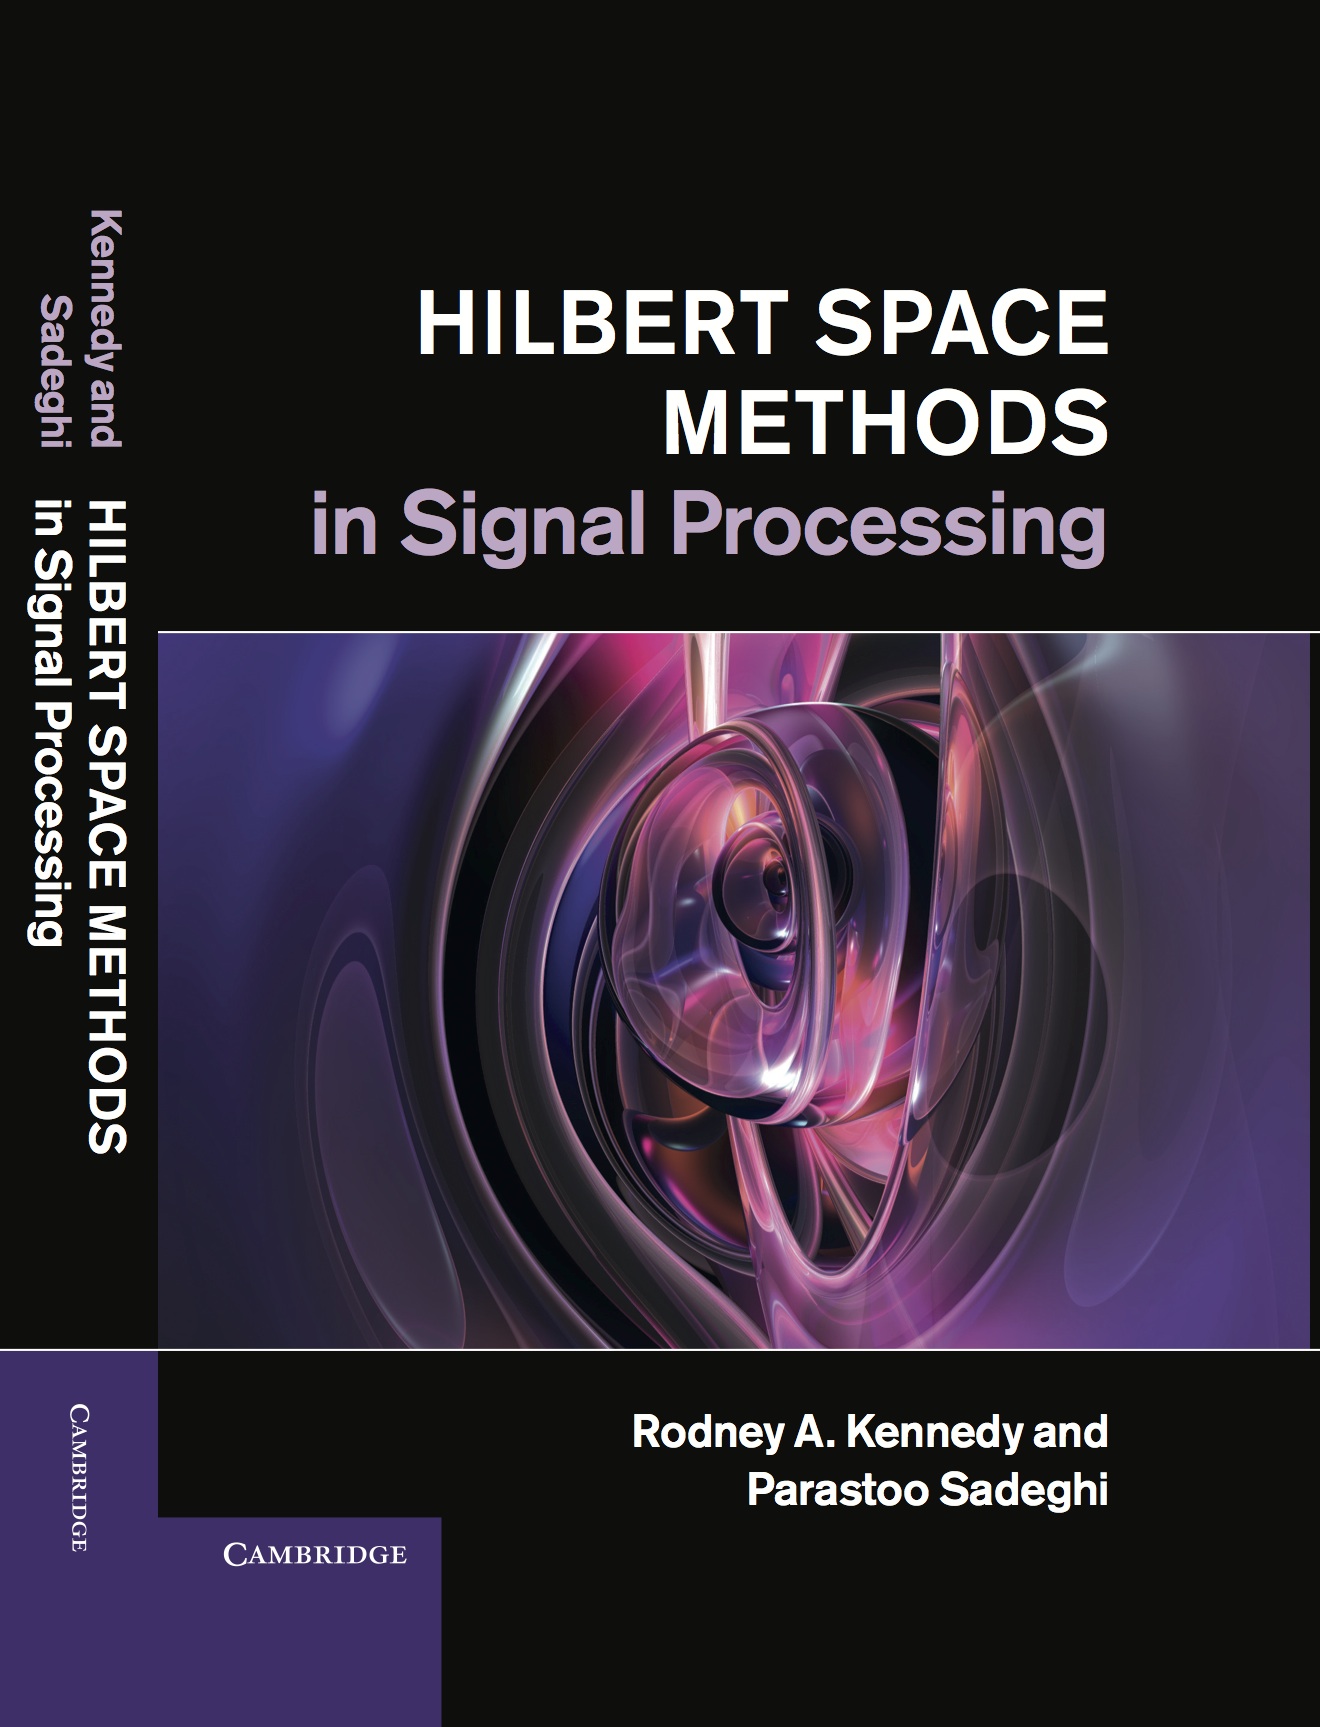 Kennedy and
Sadeghi
HILBERT SPACE METHODS
in Signal Processing
CAMBRIDGE
HILBERT SPACE
METHODS
in Signal Processing
Rodney A. Kennedy and
Parastoo Sadeghi
CAMBRIDGE